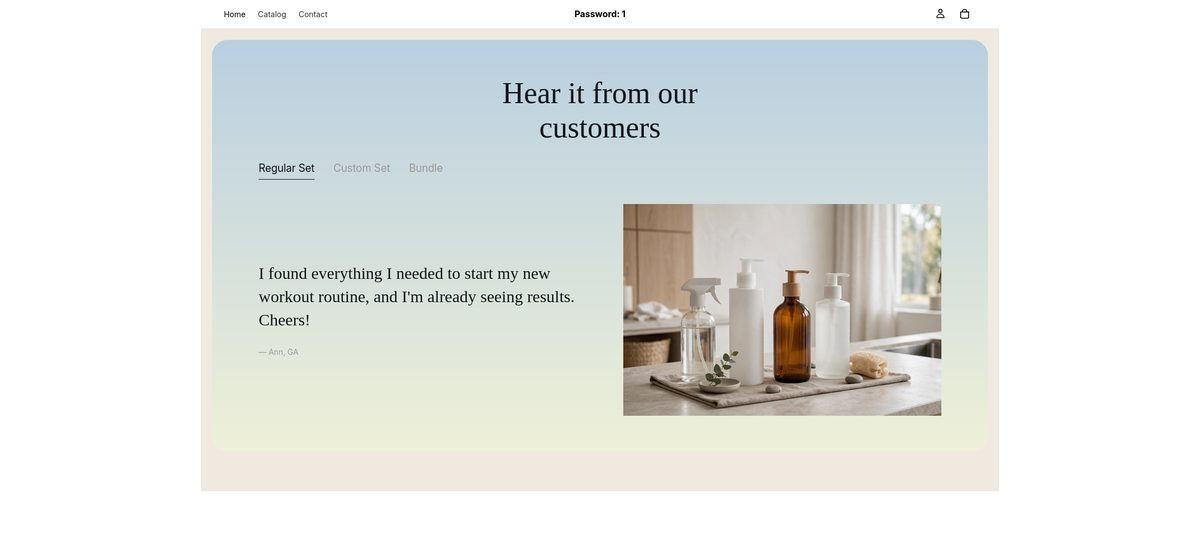 Home Catalog Contact Password: 1
Hear it from our
customers
Regular Set Custom Set Bundle
I found everything I needed to start my new
workout routine, and I'm already seeing results.
Cheers!
— Ann, GA